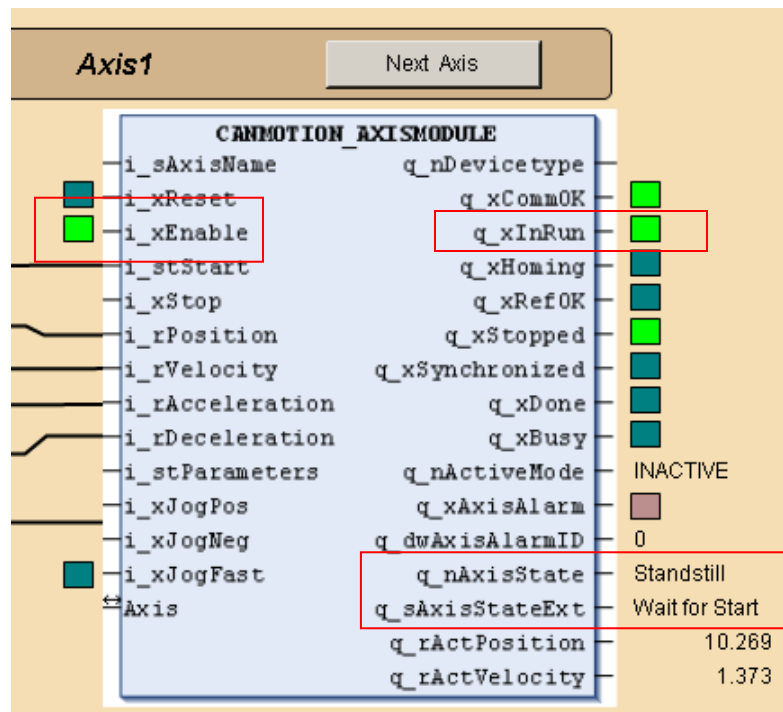 Axis1 Next Axis
CANMOTION_AXISMODULE
i_sAxisName q_nDevicetype
i_xReset q_xCommOK
i_xEnable q_xInRun
i_stStart q_xHoming
i_xStop q_xRefOK
i_rPosition q_xStopped
i_rVelocity q_xSynchronized
i_rAcceleration q_xDone
i_rDeceleration q_xBusy
i_stParameters q_nActiveMode INACTIVE
i_xJogPos q_xAxisAlarm
i_xJogNeg q_dwAxisAlarmID 0
i_xJogFast q_nAxisState Standstill
Axis q_sAxisStateExt Wait for Start
q_rActPosition 10.269
q_rActVelocity 1.373